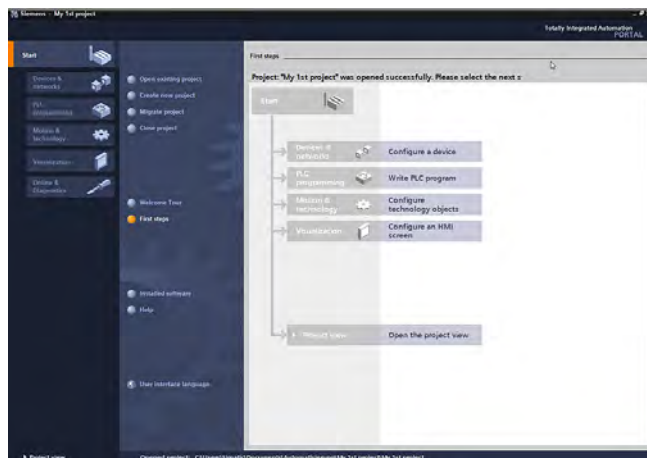 Siemens - My 1st project
Totally Integrated Automation
PORTAL
Start
Devices &
networks
PLC
programming
Motion &
technology
Visualization
Online &
Diagnostics
Open existing project
Create new project
Migrate project
Close project
Welcome Tour
First steps
Installed software
Help
User interface language
First steps
Project: "My 1st project" was opened successfully. Please select the next s
Start
Devices &
networks
Configure a device
PLC
programming
Write PLC program
Motion &
technology
Configure
technology objects
Visualization
Configure an HMI
screen
Project view
Open the project view
Project view
Opened project: